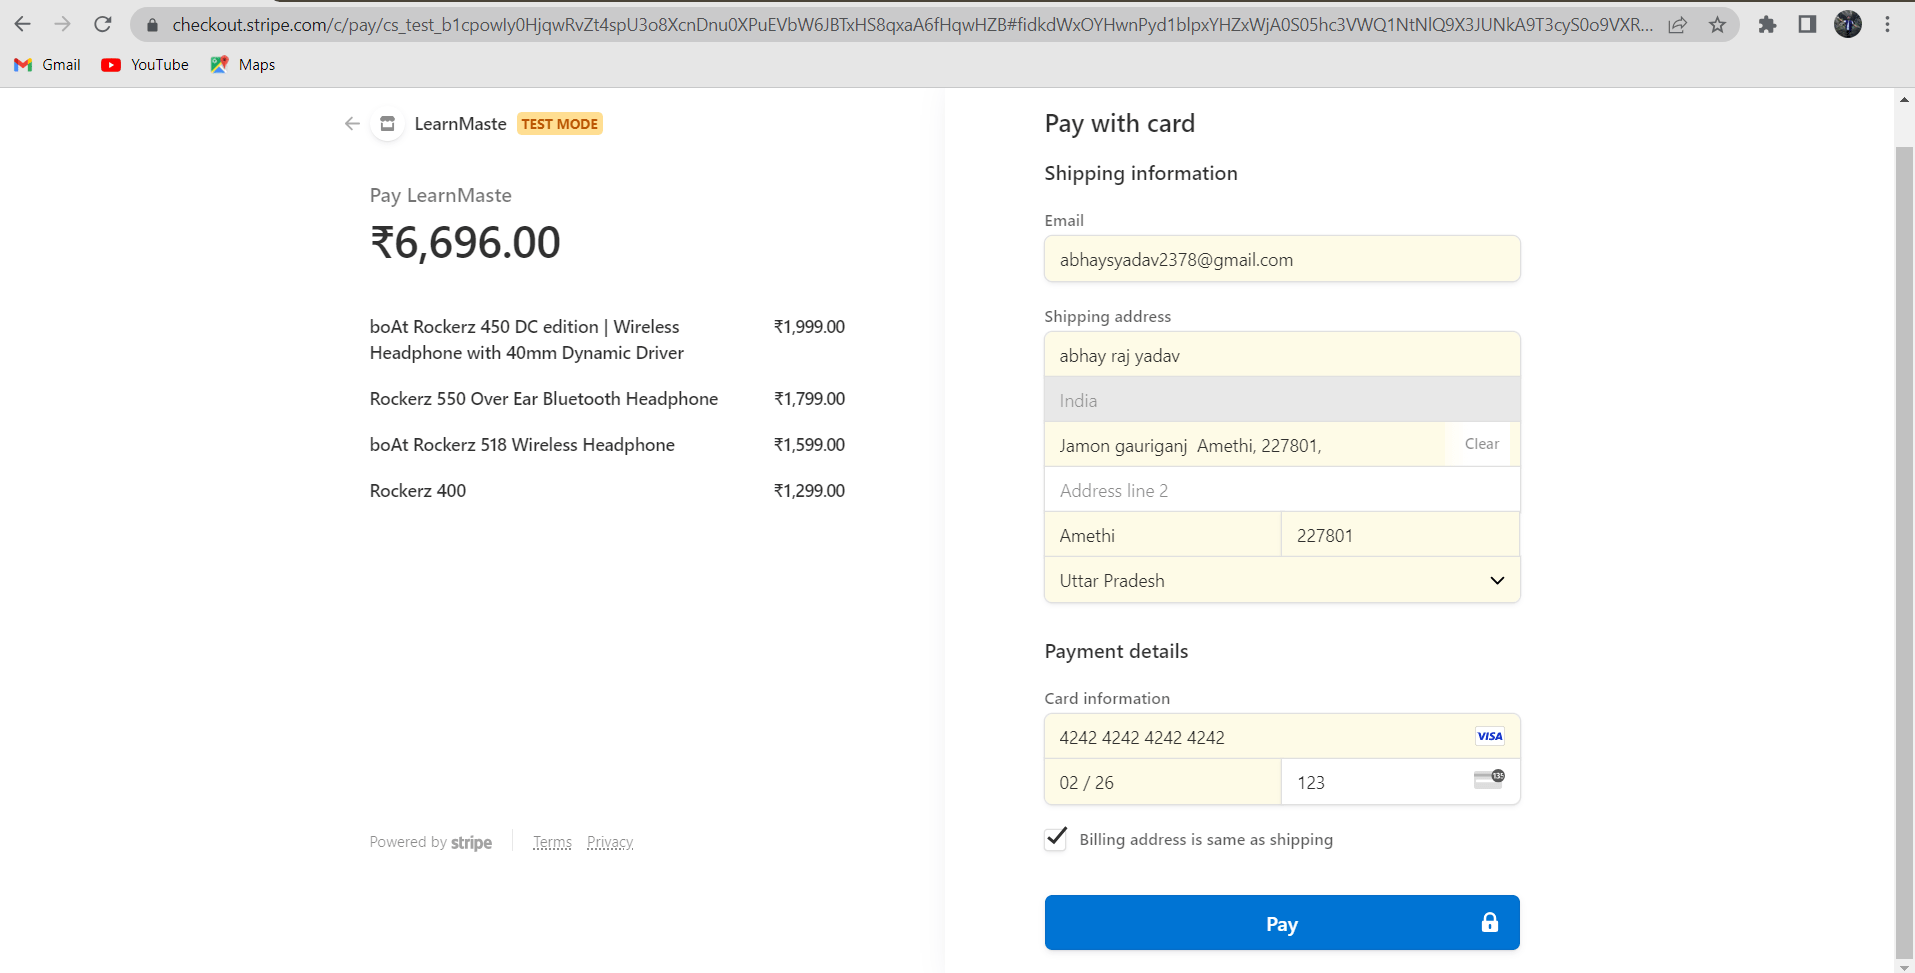 checkout.stripe.com/c/pay/cs_test_b1cpowIy0HjqwRvZt4spU3o8XcnDnu0XPuEVbW6JBTxHS8qxaA6fHqwHZB#fidkdWxOYHwnPyd1blpxYHZxWjA0S05hc3VWQ1NtNlQ9X3JUNkA9T3cyS0o9VXR...
Gmail
YouTube
Maps
LearnMaste
TEST MODE
Pay LearnMaste
₹6,696.00
boAt Rockerz 450 DC edition | Wireless ₹1,999.00
Headphone with 40mm Dynamic Driver
Rockerz 550 Over Ear Bluetooth Headphone ₹1,799.00
boAt Rockerz 518 Wireless Headphone ₹1,599.00
Rockerz 400 ₹1,299.00
Powered by stripe
Terms
Privacy
Pay with card
Shipping information
Email
abhaysyadav2378@gmail.com
Shipping address
abhay raj yadav
India
Jamon gauriganj  Amethi, 227801,
Clear
Address line 2
Amethi
227801
Uttar Pradesh
Payment details
Card information
4242 4242 4242 4242
VISA
02 / 26
123
135
Billing address is same as shipping
Pay